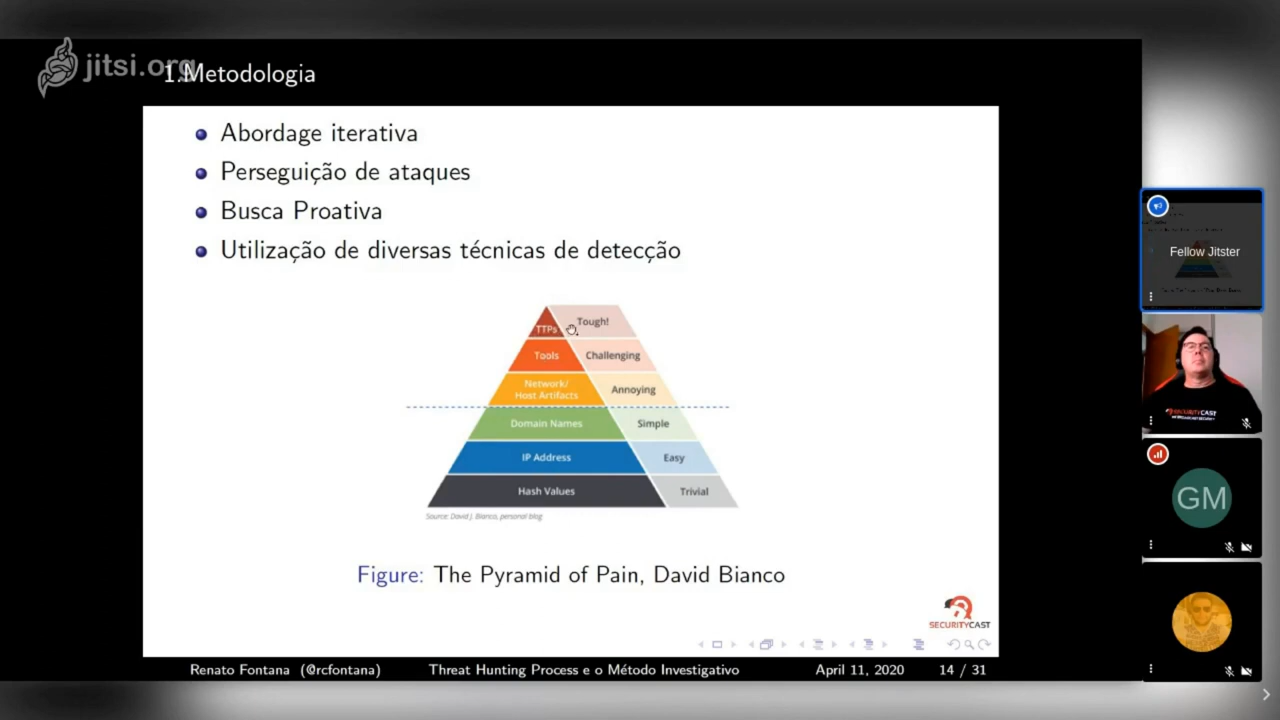 jitsi.org
1.Metodologia
Abordage iterativa
Perseguição de ataques
Busca Proativa
Utilização de diversas técnicas de detecção
TTPs
Tough!
Tools
Challenging
Network/
Host Artifacts
Annoying
Domain Names
Simple
IP Address
Easy
Hash Values
Trivial
Source: David J. Bianco, personal blog
Figure: The Pyramid of Pain, David Bianco
SECURITYCAST
Renato Fontana (@rcfontana) Threat Hunting Process e o Método Investigativo April 11, 2020 14 / 31
Fellow Jitster
SECURITYCAST
GM